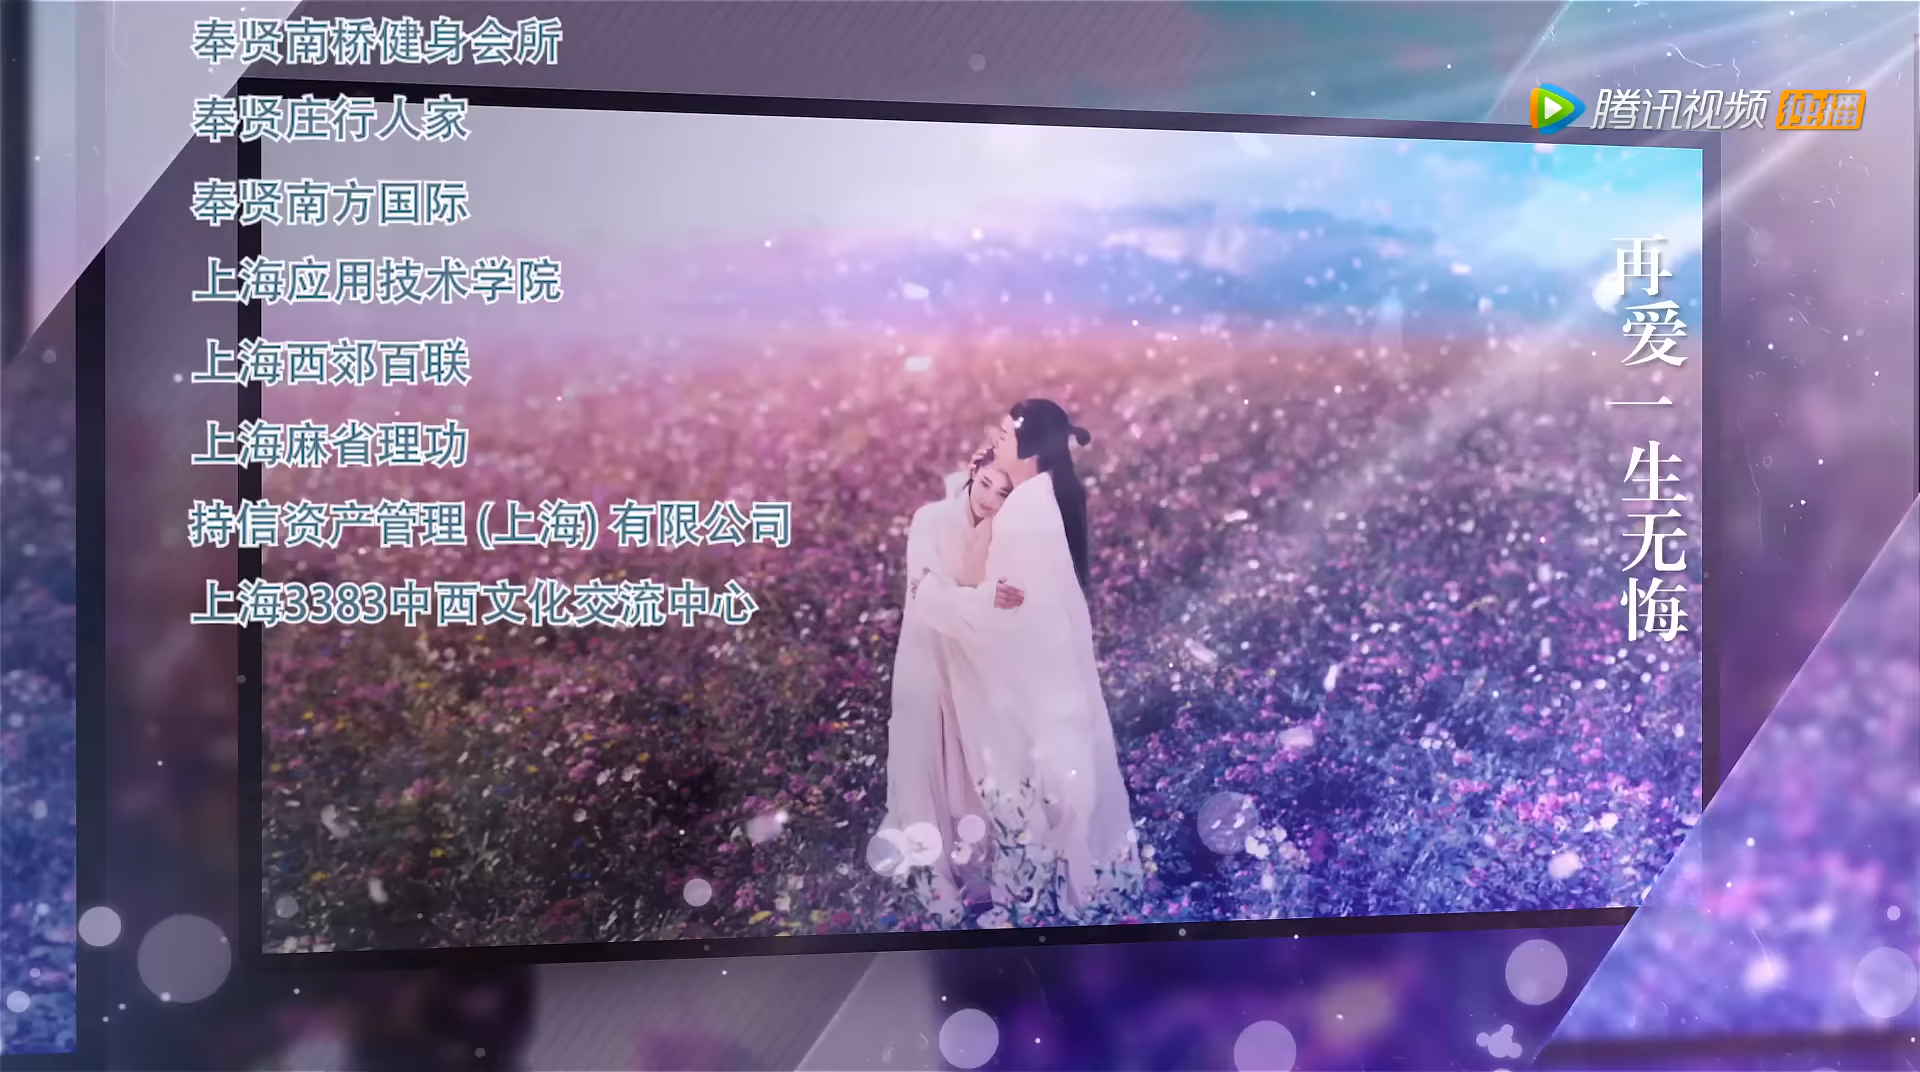 奉贤南桥健身会所
奉贤庄行人家
奉贤南方国际
上海应用技术学院
上海西郊百联
上海麻省理功
持信资产管理(上海)有限公司
上海3383中西文化交流中心
腾讯视频 独播
再爱一生无悔